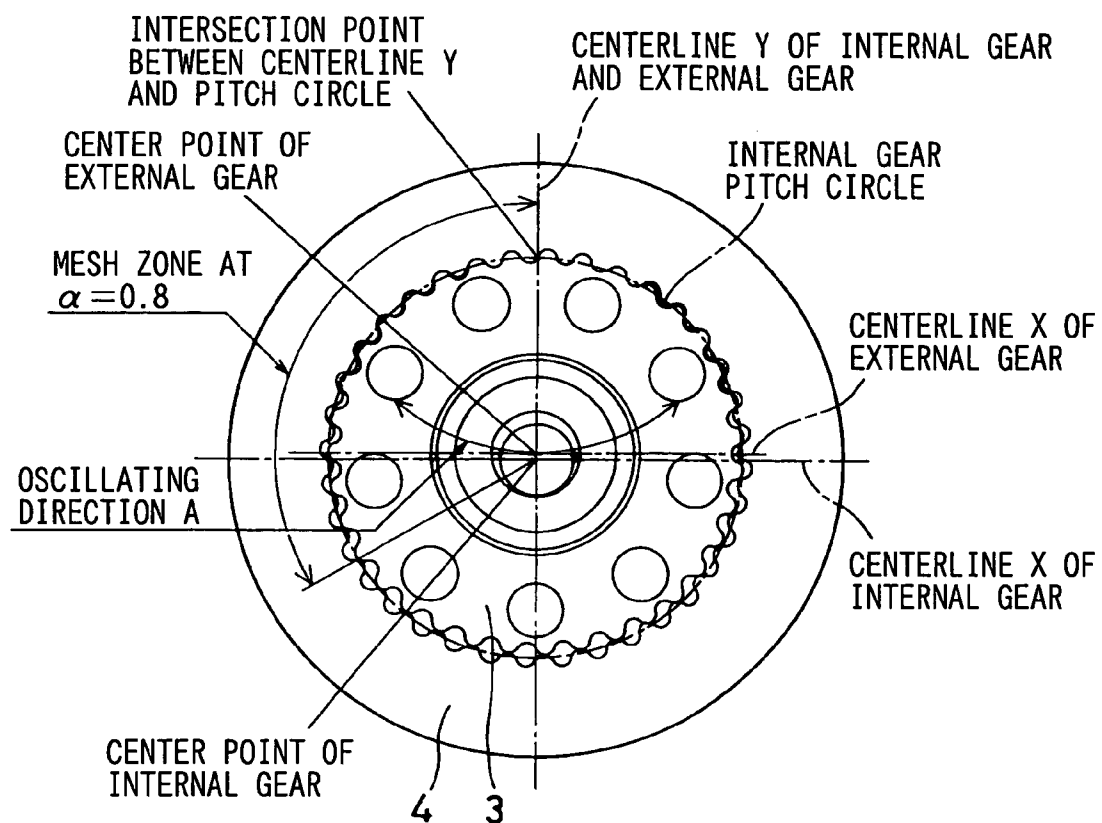 INTERSECTION POINT
BETWEEN CENTERLINE Y
AND PITCH CIRCLE
CENTERLINE Y OF INTERNAL GEAR
AND EXTERNAL GEAR
CENTER POINT OF
EXTERNAL GEAR
INTERNAL GEAR
PITCH CIRCLE
MESH ZONE AT
α=0.8
CENTERLINE X OF
EXTERNAL GEAR
OSCILLATING
DIRECTION A
CENTERLINE X OF
INTERNAL GEAR
CENTER POINT OF
INTERNAL GEAR
4
3